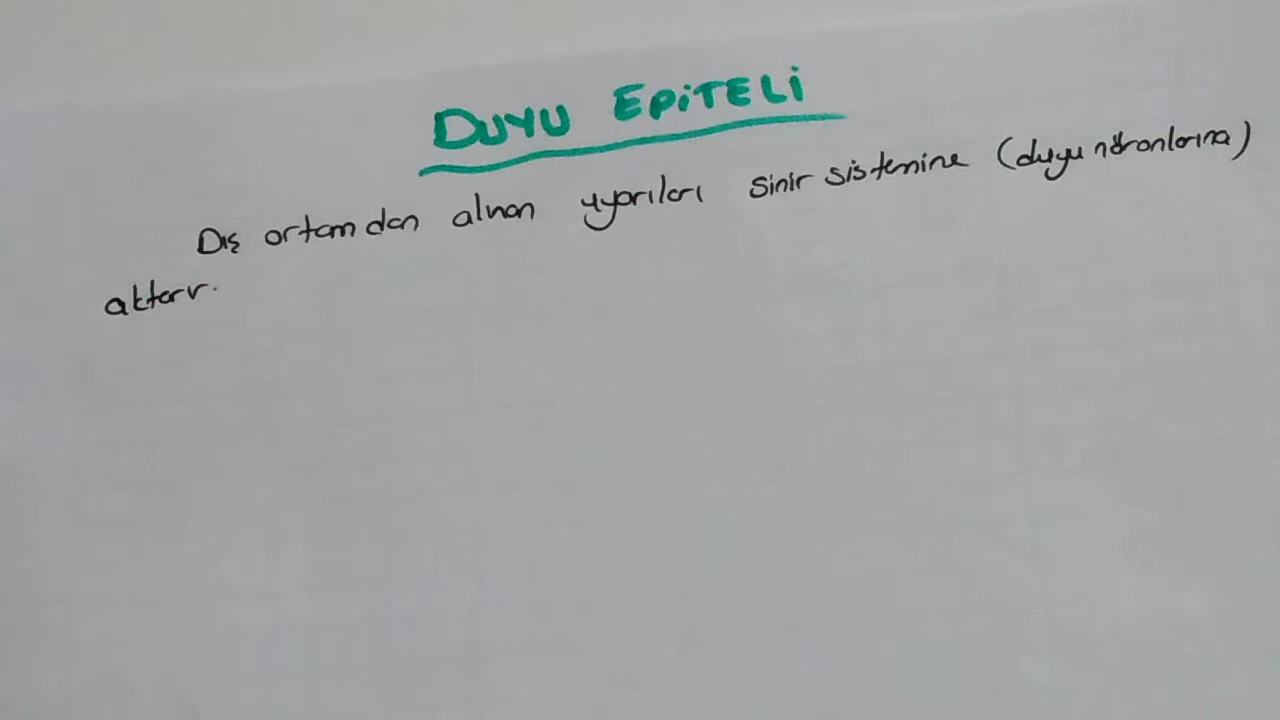 DUYU EPİTELİ
Dış ortamdan alınan uyarıları sinir sistemine (duyu nöronlarına)
aktarır.